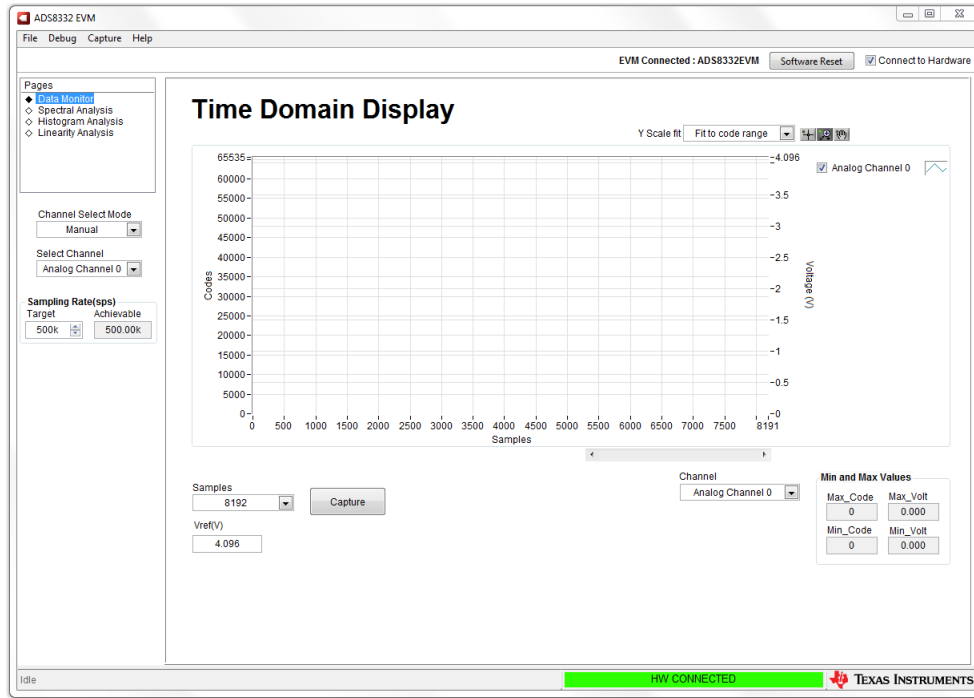 ADS8332 EVM
File Debug Capture Help
EVM Connected : ADS8332EVM
Software Reset
Connect to Hardware
Pages
Data Monitor
Spectral Analysis
Histogram Analysis
Linearity Analysis
Channel Select Mode
Manual
Select Channel
Analog Channel 0
Sampling Rate(sps)
Target Achievable
500k 500.00k
Time Domain Display
Y Scale fit Fit to code range
Analog Channel 0
65535
60000
55000
50000
45000
40000
35000
30000
25000
20000
15000
10000
5000
0
Codes
4.096
3.5
3
2.5
2
1.5
1
0.5
0
Voltage (V)
0 500 1000 1500 2000 2500 3000 3500 4000 4500 5000 5500 6000 6500 7000 7500 8191
Samples
Samples
8192
Capture
Vref(V)
4.096
Channel
Analog Channel 0
Min and Max Values
Max_Code Max_Volt
0 0.000
Min_Code Min_Volt
0 0.000
Idle
HW CONNECTED
TEXAS INSTRUMENTS